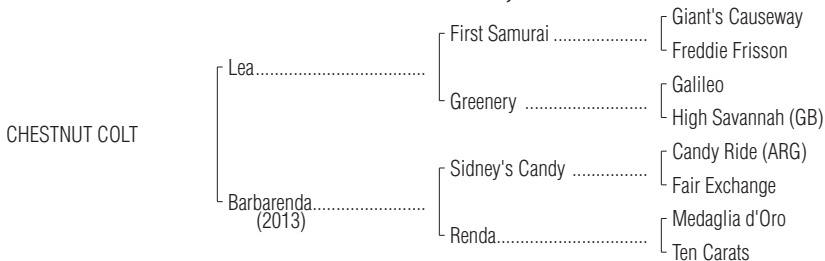 Giant's Causeway
First Samurai ..........................
Freddie Frisson
Lea...............................................
Galileo
Greenery ................................
High Savannah (GB)
CHESTNUT COLT
Candy Ride (ARG)
Sidney's Candy ....................
Fair Exchange
Barbarenda...............................
(2013)
Medaglia d'Oro
Renda..........................................
Ten Carats